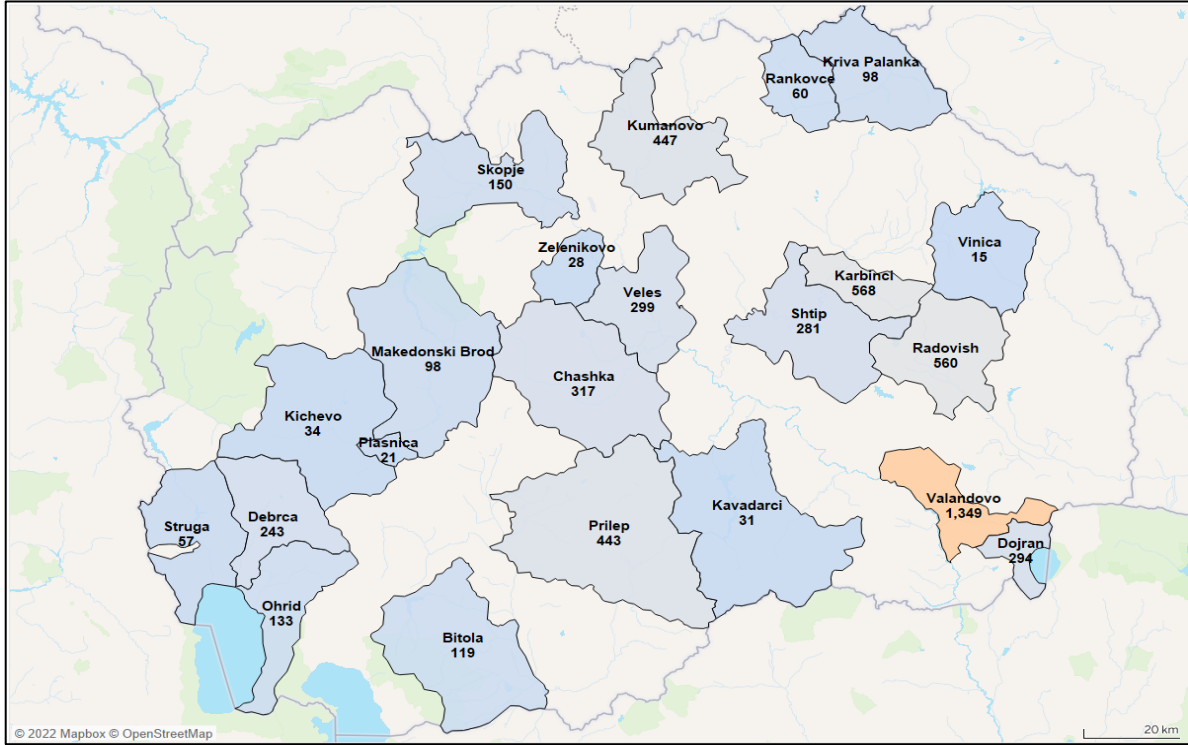 Kriva Palanka
98
Rankovce
60
Kumanovo
447
Skopje
150
Vinica
15
Zelenikovo
28
Karbinci
568
Veles
299
Shtip
281
Radovish
560
Makedonski Brod
98
Chashka
317
Kichevo
34
Plasnica
21
Valandovo
1,349
Kavadarci
31
Debrca
243
Struga
57
Prilep
443
Dojran
294
Ohrid
133
Bitola
119
© 2022 Mapbox © OpenStreetMap
20 km